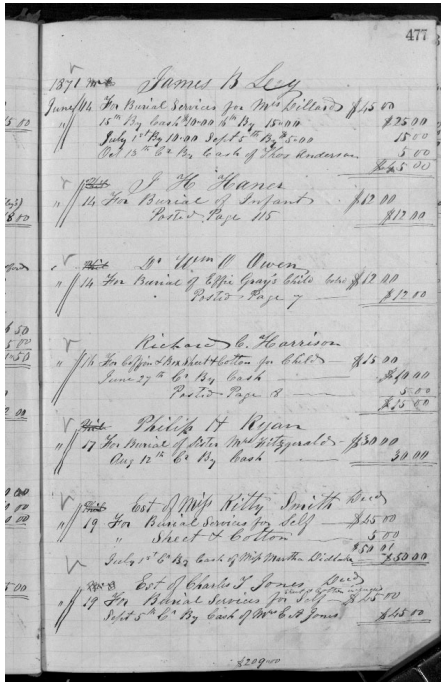 477
1871 James B Ley
June 14 For Burial Services for Mrs Dillard $45 00
" 15th By Cash $10.00 16th By 15.00 $25 00
July 1st By 10.00 Sept 5th By $5.00 15 00
Oct 13th Cr By Cash of Thos Anderson 5 00
$45 00
J H Haner
" 14 For Burial of Infant $12 00
Posted Page 115 $12 00
Dr Wm O Owen
" 14 For Burial of Effie Gray's Child $12 00
" Posted Page 7 $12 00
Richard C. Harrison
" 14 For Coffin & Box Sheet & Cotton for Child $15 00
June 27th Cr By Cash $10 00
Posted Page 8 5 00
$15 00
Philip H Ryan
" 17 For Burial of Sister Mrs Fitzgerald $30 00
Aug 12th Cr By Cash 30 00
Est of Miss Kitty Smith Decd
" 19 For Burial Services for Self $45 00
" Sheet & Cotton 5 00
$50 00
July 1st Cr By Cash of Miss Martha $50 00
Est of Charles T Jones Decd
" 19 For Burial Services for Self $45 00
Sept 5th Cr By Cash of Mrs E A Jones $45 00
$209.00